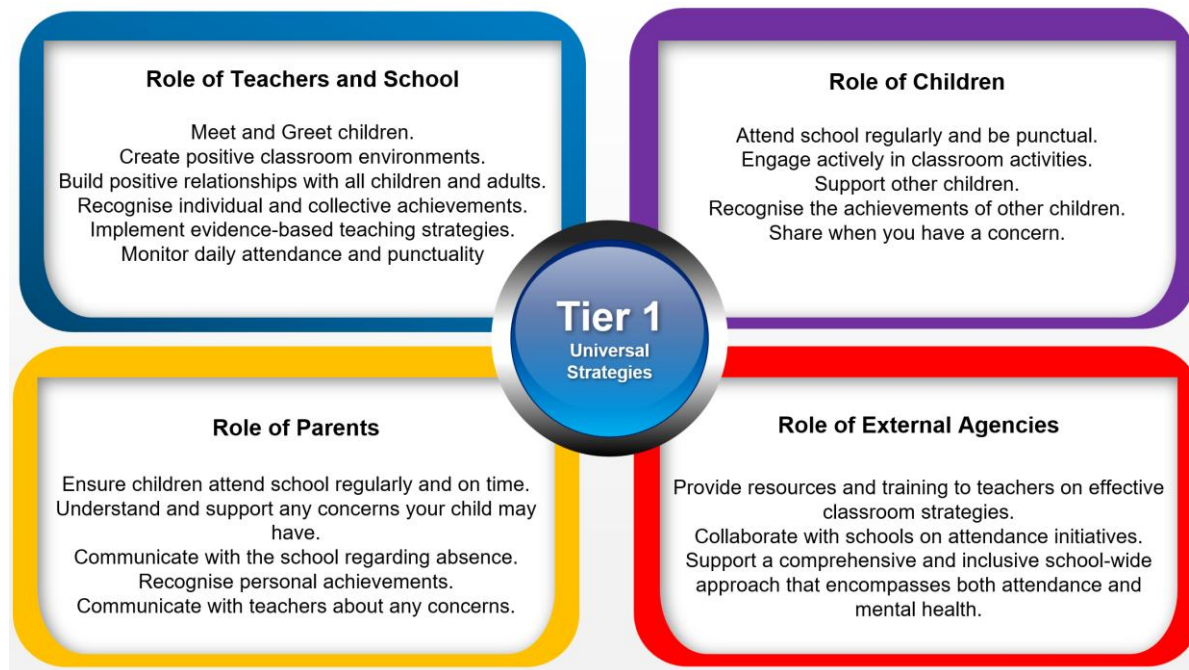 Role of Teachers and School
Meet and Greet children.
Create positive classroom environments.
Build positive relationships with all children and adults.
Recognise individual and collective achievements.
Implement evidence-based teaching strategies.
Monitor daily attendance and punctuality
Role of Children
Attend school regularly and be punctual.
Engage actively in classroom activities.
Support other children.
Recognise the achievements of other children.
Share when you have a concern.
Tier 1
Universal
Strategies
Role of Parents
Ensure children attend school regularly and on time.
Understand and support any concerns your child may
have.
Communicate with the school regarding absence.
Recognise personal achievements.
Communicate with teachers about any concerns.
Role of External Agencies
Provide resources and training to teachers on effective
classroom strategies.
Collaborate with schools on attendance initiatives.
Support a comprehensive and inclusive school-wide
approach that encompasses both attendance and
mental health.